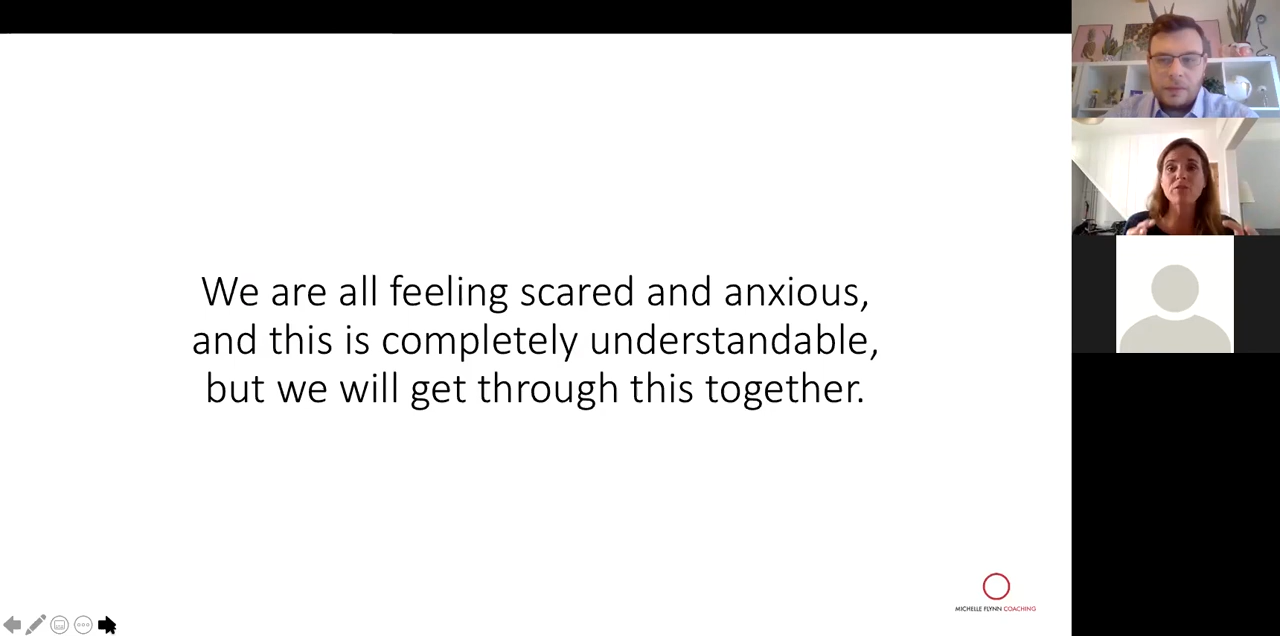 We are all feeling scared and anxious,
and this is completely understandable,
but we will get through this together.
MICHELLE FLYNN COACHING